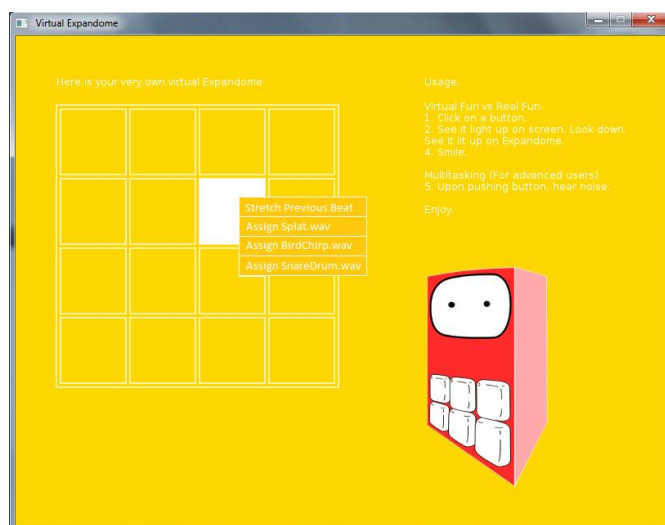 Virtual Expandome
Here is your very own virtual Expandome
Stretch Previous Beat
Assign Splat.wav
Assign BirdChirp.wav
Assign SnareDrum.wav
Usage.
Virtual Fun vs Real Fun
1. Click on a button.
2. See it light up on screen. Look down.
See it lit up on Expandome.
4. Smile.
Multitasking (For advanced users)
5. Upon pushing button, hear noise.
Enjoy.